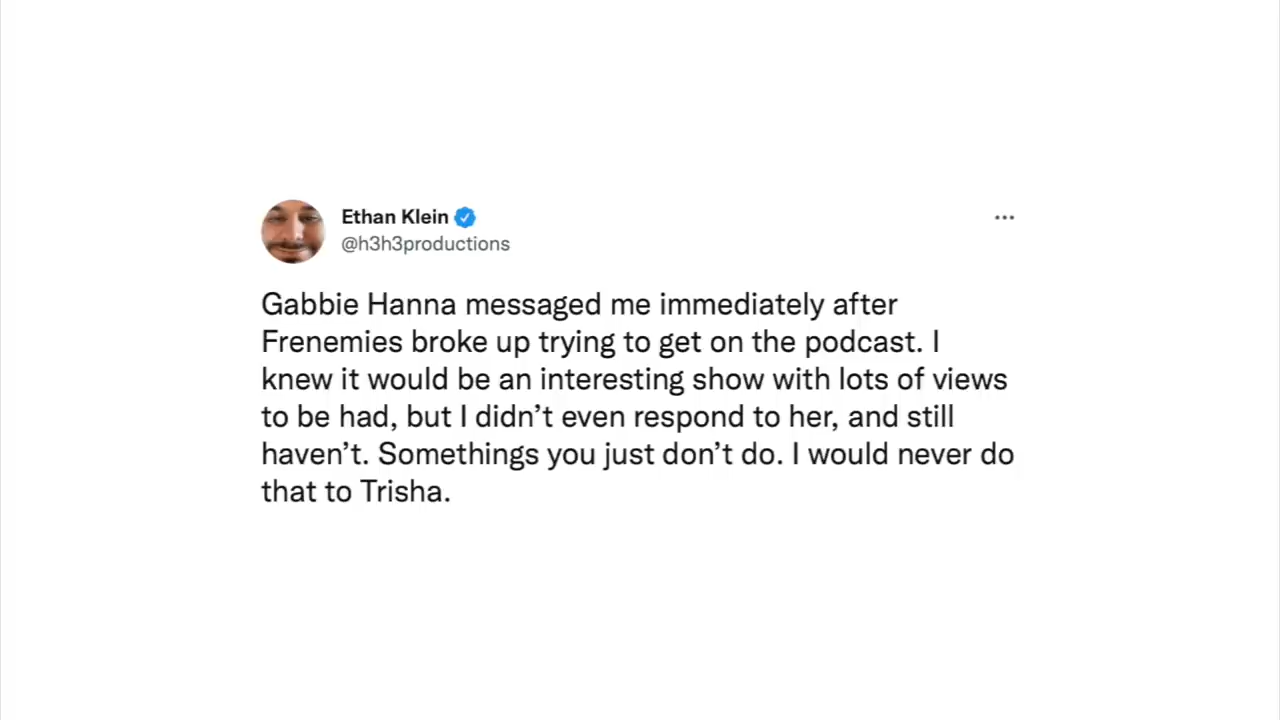 Ethan Klein
@h3h3productions
Gabbie Hanna messaged me immediately after
Frenemies broke up trying to get on the podcast. I
knew it would be an interesting show with lots of views
to be had, but I didn’t even respond to her, and still
haven’t. Somethings you just don’t do. I would never do
that to Trisha.